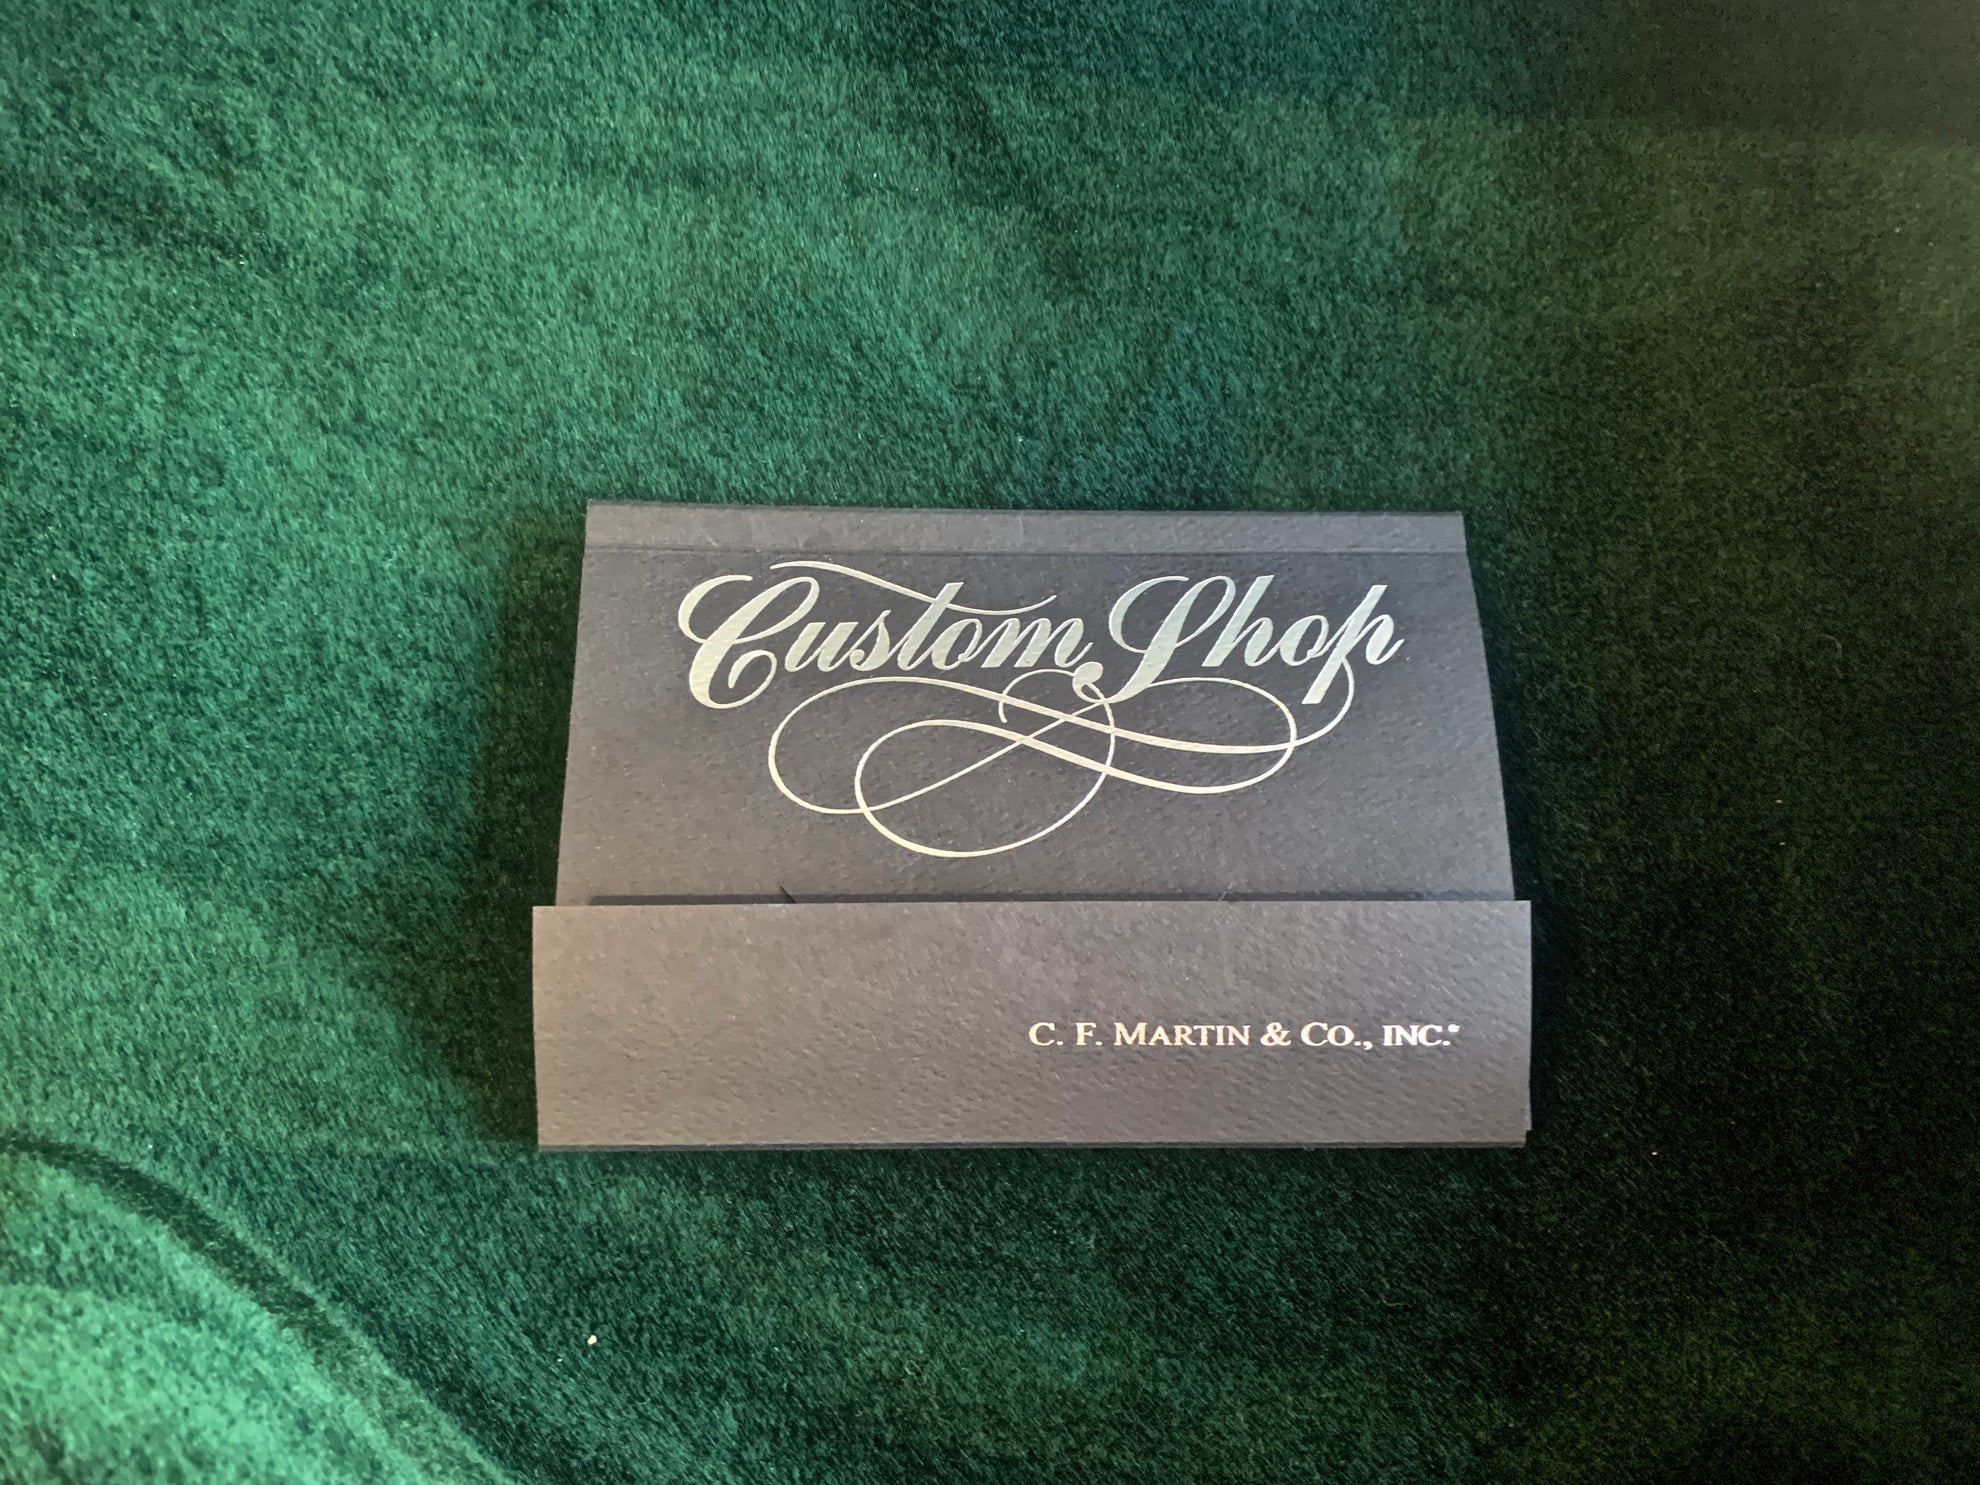 Custom Shop
C. F. MARTIN & CO., INC.®